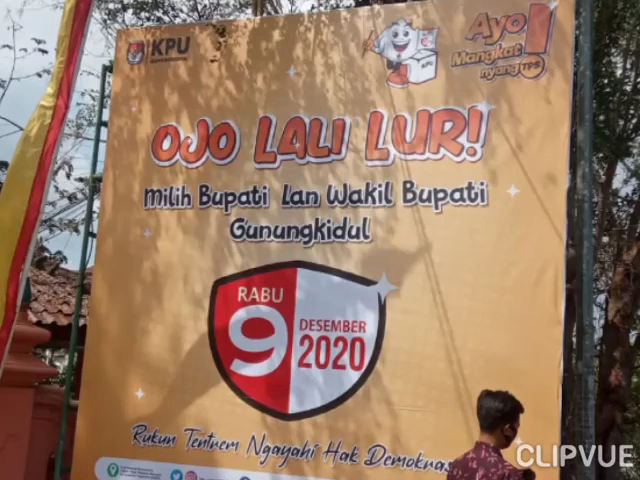 KPU
Ayo
Mangkat
nyang TPS!
OJO LALI LUR!
Milih Bupati Lan Wakil Bupati
Gunungkidul
RABU
9
DESEMBER
2020
Rukun Tentrem Ngayahi Hak Demokras
CLIPVUE